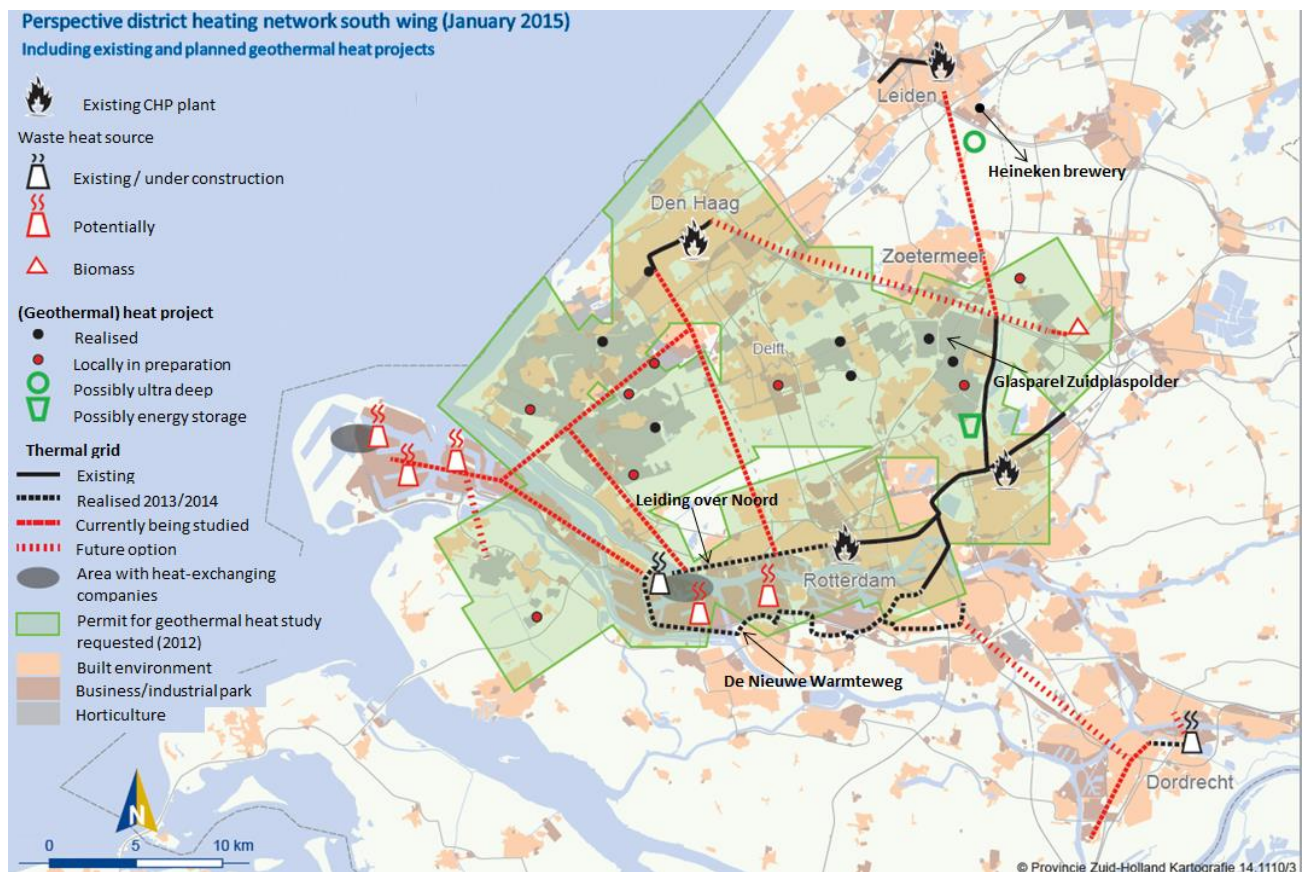 Perspective district heating network south wing (January 2015)
Including existing and planned geothermal heat projects
Existing CHP plant
Waste heat source
Existing / under construction
Potentially
Biomass
(Geothermal) heat project
Realised
Locally in preparation
Possibly ultra deep
Possibly energy storage
Thermal grid
Existing
Realised 2013/2014
Currently being studied
Future option
Area with heat-exchanging
companies
Permit for geothermal heat study
requested (2012)
Built environment
Business/industrial park
Horticulture
N
0 5 10 km
Leiden
Heineken brewery
Den Haag
Zoetermeer
Delft
Glasparel Zuidplaspolder
Leiding over Noord
Rotterdam
De Nieuwe Warmteweg
Dordrecht
© Provincie Zuid-Holland Kartografie 14.1110/3